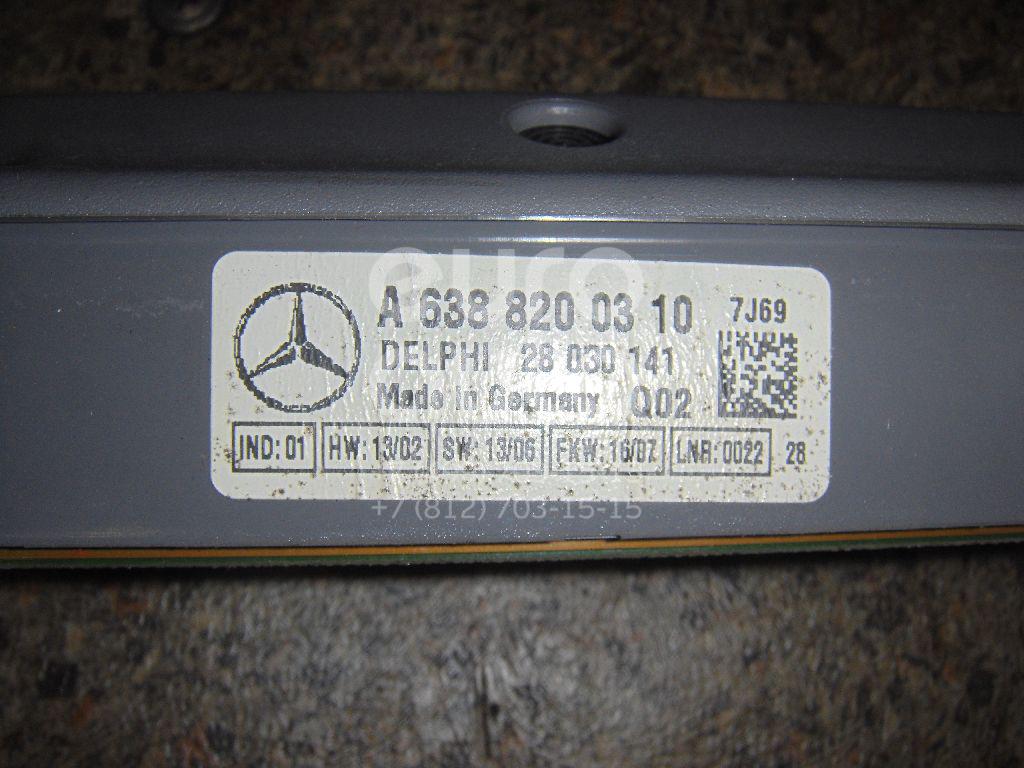 euro
A 638 820 03 10 7J69
DELPHI 28 030 141
Made in Germany Q02
IND: 01 HW: 13/02 SW: 13/06 FKW: 16/07 LNR: 0022 28
+7 (812) 703-15-15